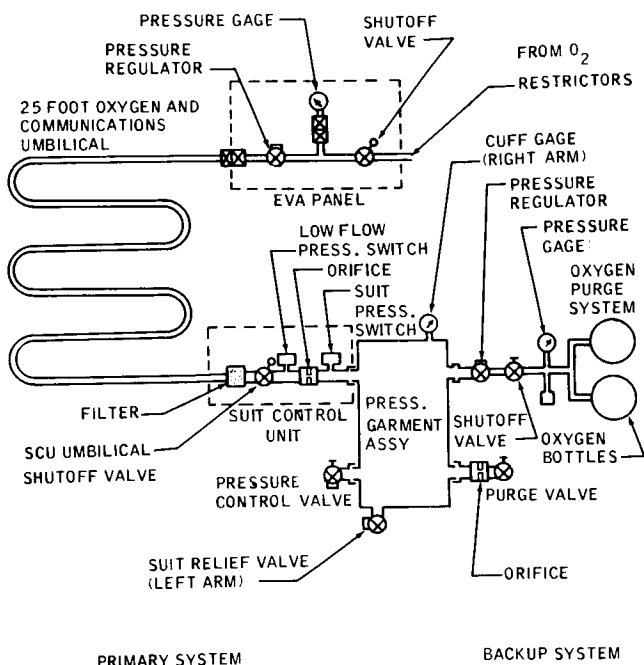 PRESSURE GAGE
SHUTOFF
VALVE
PRESSURE
REGULATOR
FROM O2
RESTRICTORS
25 FOOT OXYGEN AND
COMMUNICATIONS
UMBILICAL
EVA PANEL
CUFF GAGE
(RIGHT ARM)
PRESSURE
REGULATOR
PRESSURE
GAGE
OXYGEN
PURGE
SYSTEM
LOW FLOW
PRESS. SWITCH
ORIFICE
SUIT
PRESS.
SWITCH
FILTER
SUIT CONTROL
UNIT
SCU UMBILICAL
SHUTOFF VALVE
PRESS.
GARMENT
ASSY
SHUTOFF
VALVE
OXYGEN
BOTTLES
PRESSURE
CONTROL VALVE
PURGE VALVE
SUIT RELIEF VALVE
(LEFT ARM)
ORIFICE
PRIMARY SYSTEM
BACKUP SYSTEM